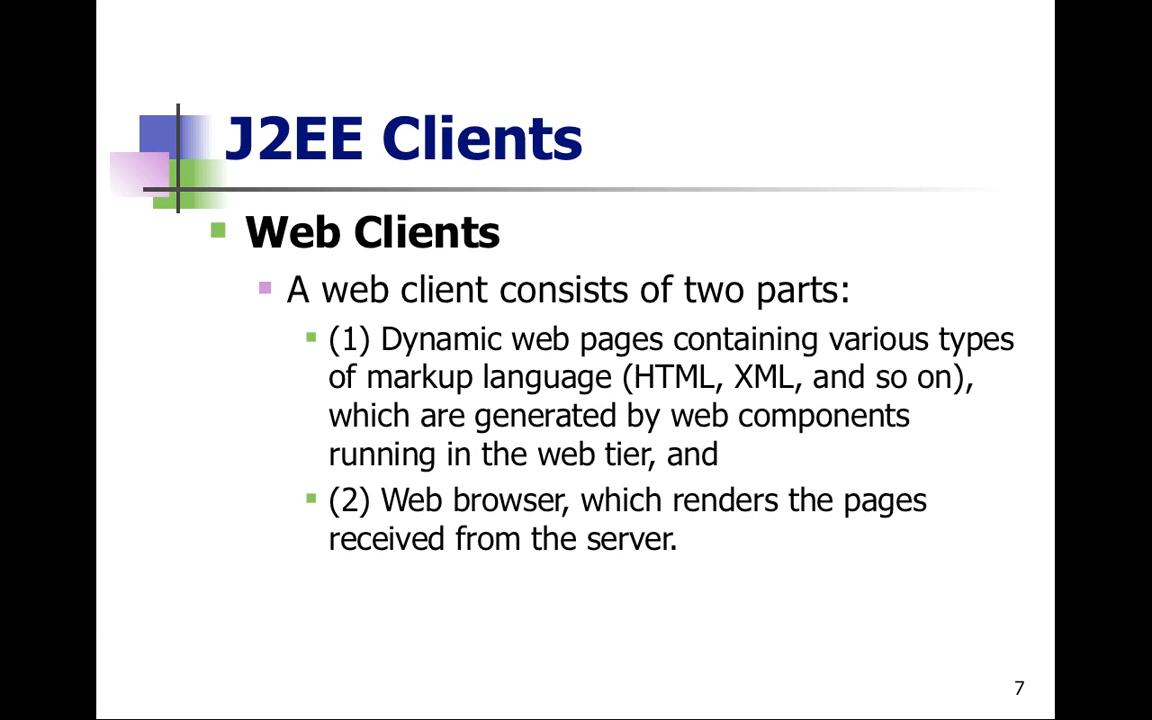 J2EE Clients
Web Clients
A web client consists of two parts:
(1) Dynamic web pages containing various types
of markup language (HTML, XML, and so on),
which are generated by web components
running in the web tier, and
(2) Web browser, which renders the pages
received from the server.
7